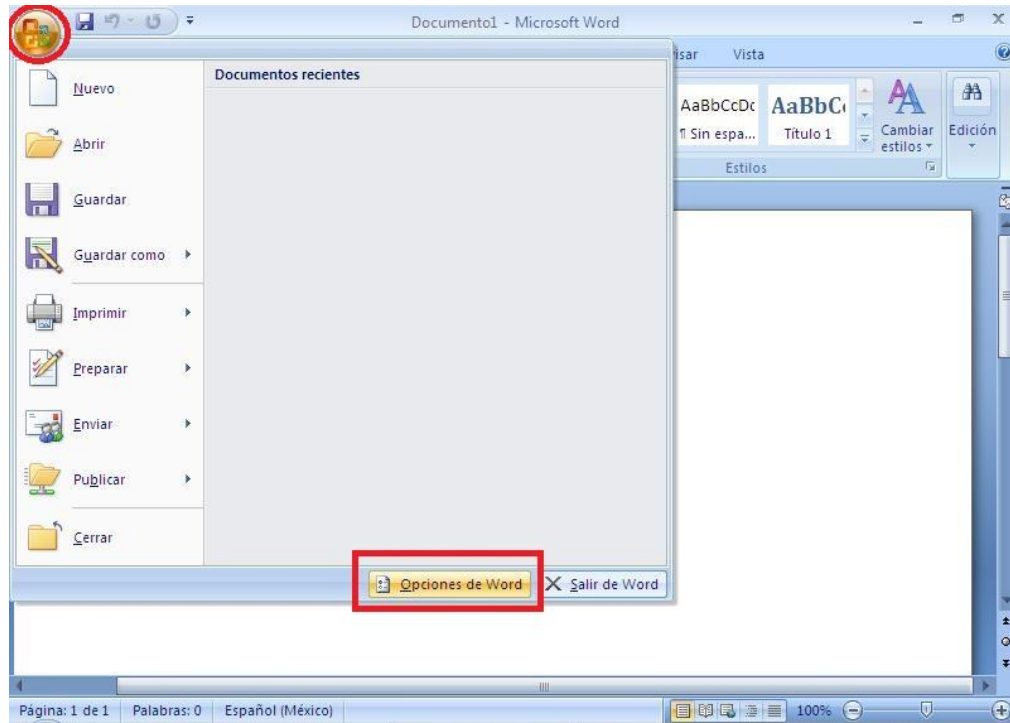 Documento1 - Microsoft Word
isar Vista
Nuevo
Abrir
Guardar
Guardar como
Imprimir
Preparar
Enviar
Publicar
Cerrar
Documentos recientes
AaBbCcDc AaBbC
¶ Sin espa... Título 1
Cambiar estilos
Edición
Estilos
Opciones de Word
Salir de Word
Página: 1 de 1 Palabras: 0 Español (México) 100%